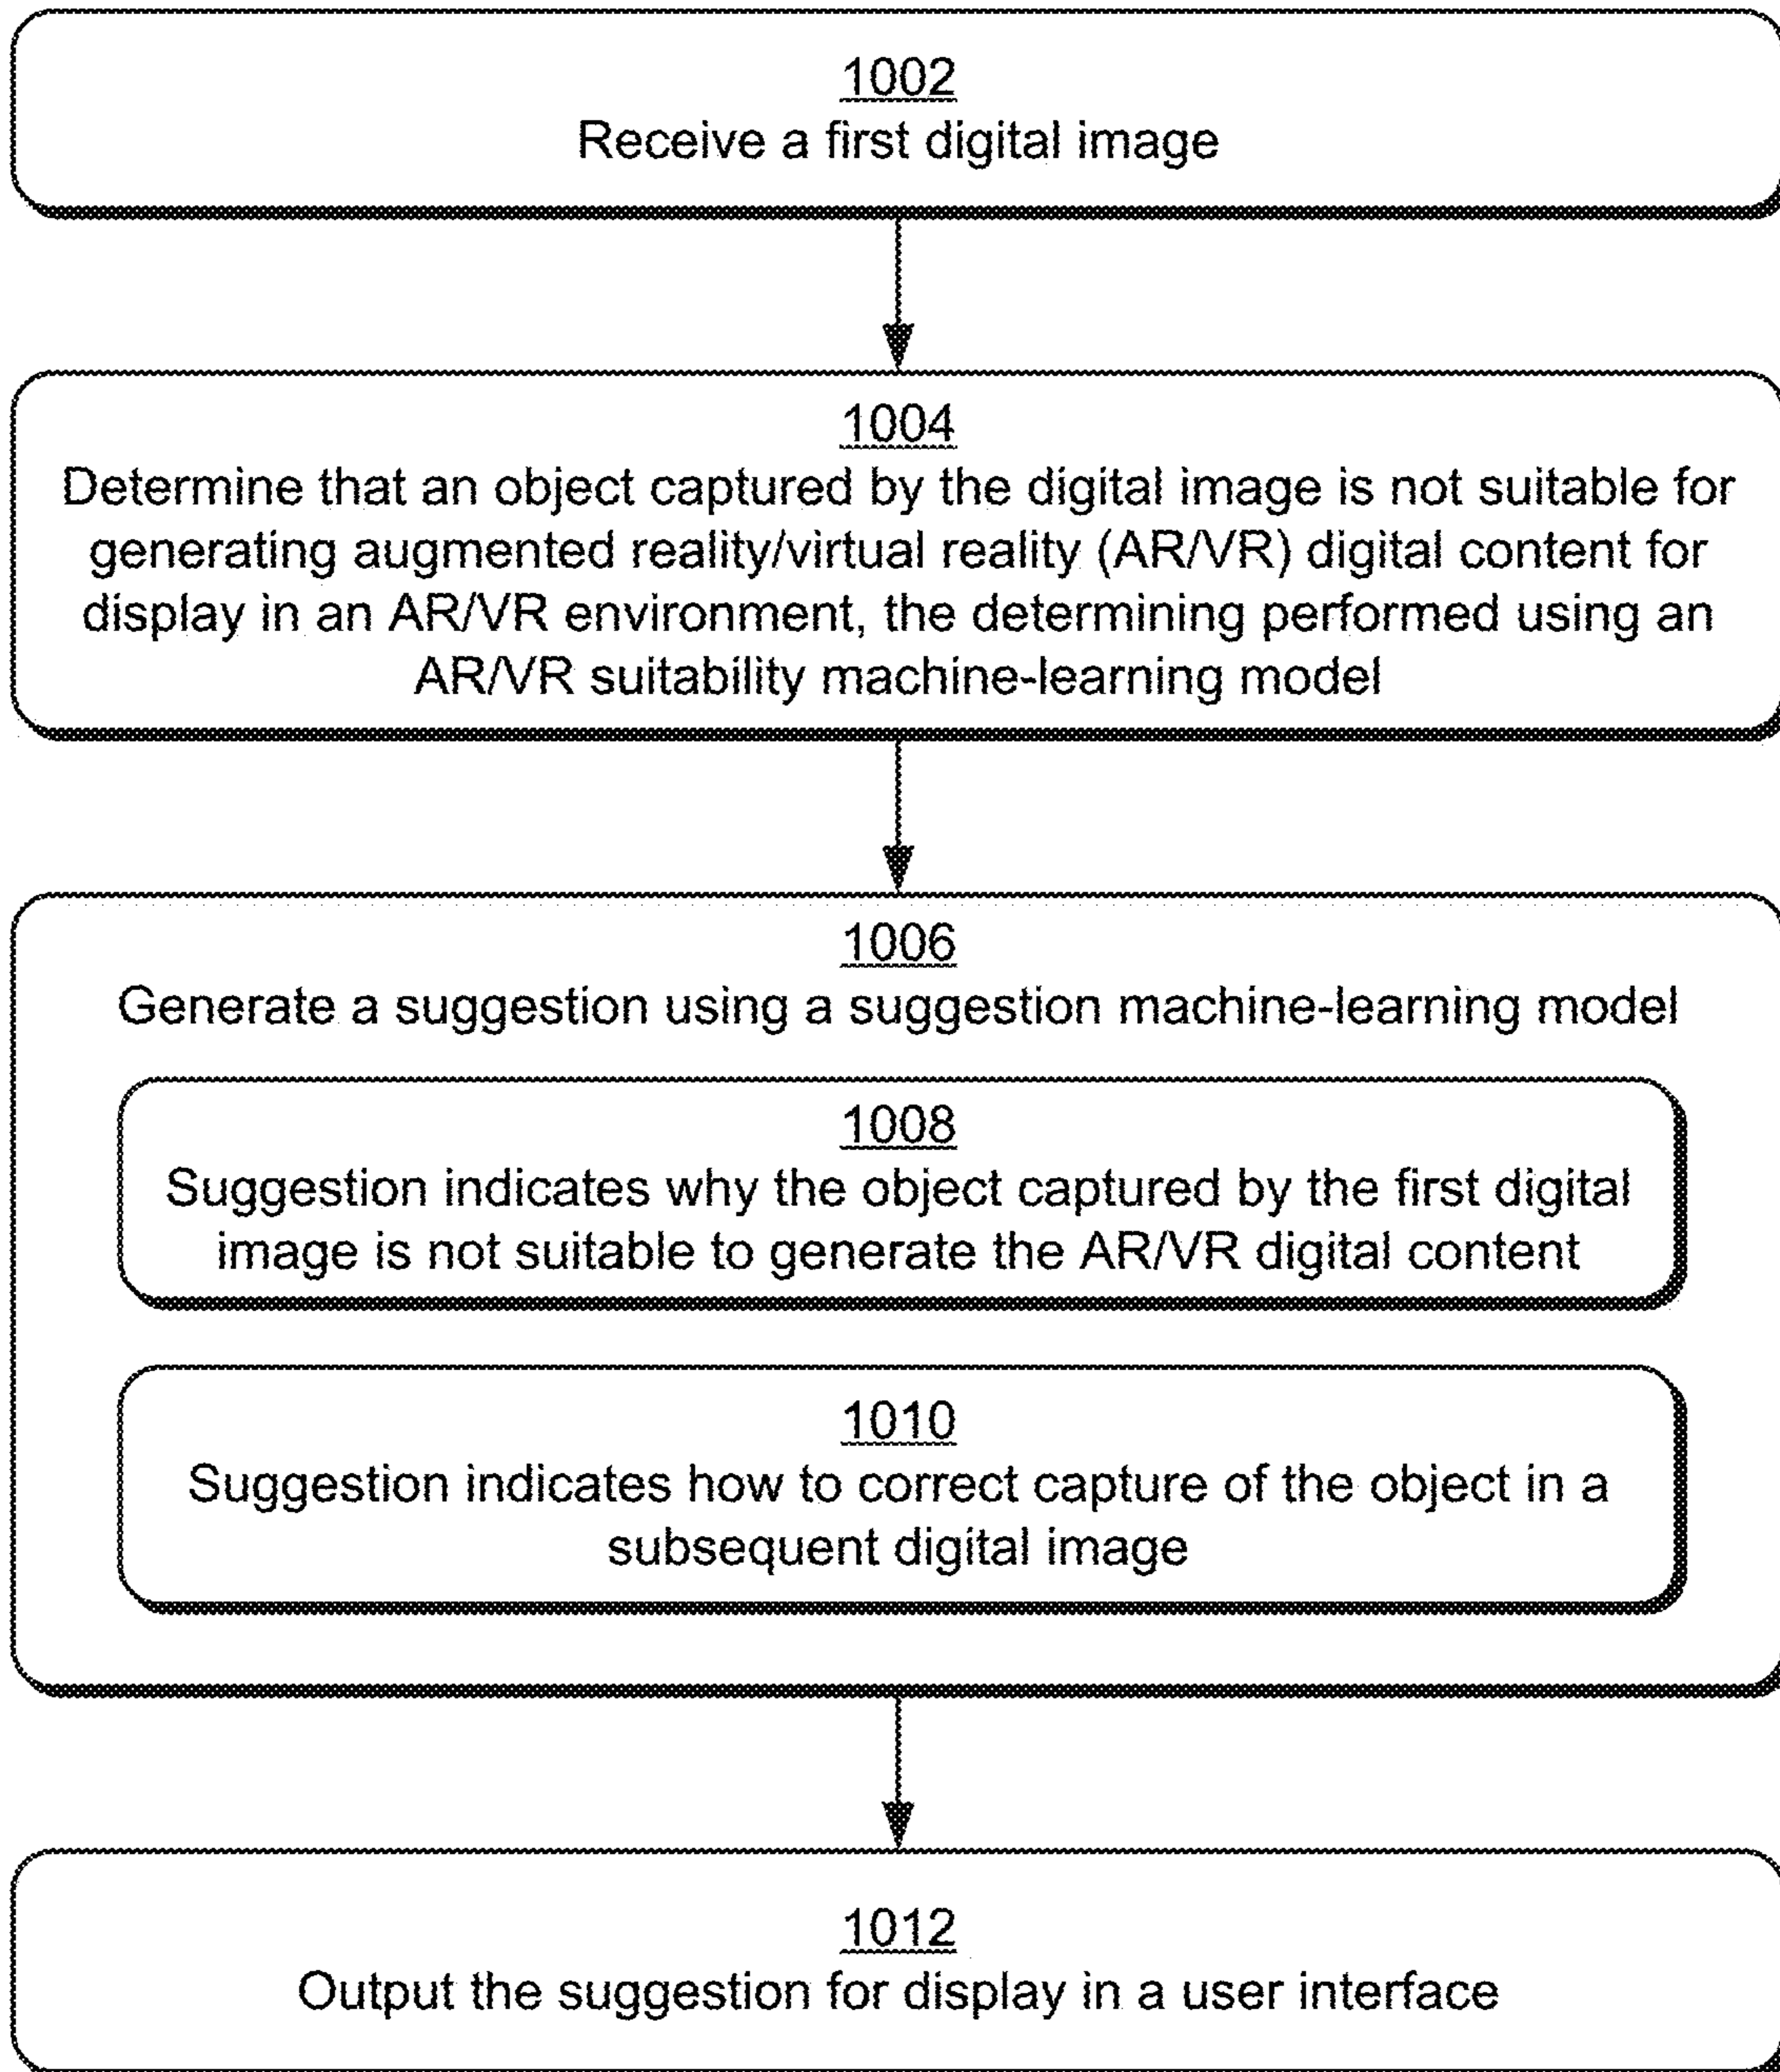 1002
Receive a first digital image
1004
Determine that an object captured by the digital image is not suitable for
generating augmented reality/virtual reality (AR/VR) digital content for
display in an AR/VR environment, the determining performed using an
AR/VR suitability machine-learning model
1006
Generate a suggestion using a suggestion machine-learning model
1008
Suggestion indicates why the object captured by the first digital
image is not suitable to generate the AR/VR digital content
1010
Suggestion indicates how to correct capture of the object in a
subsequent digital image
1012
Output the suggestion for display in a user interface